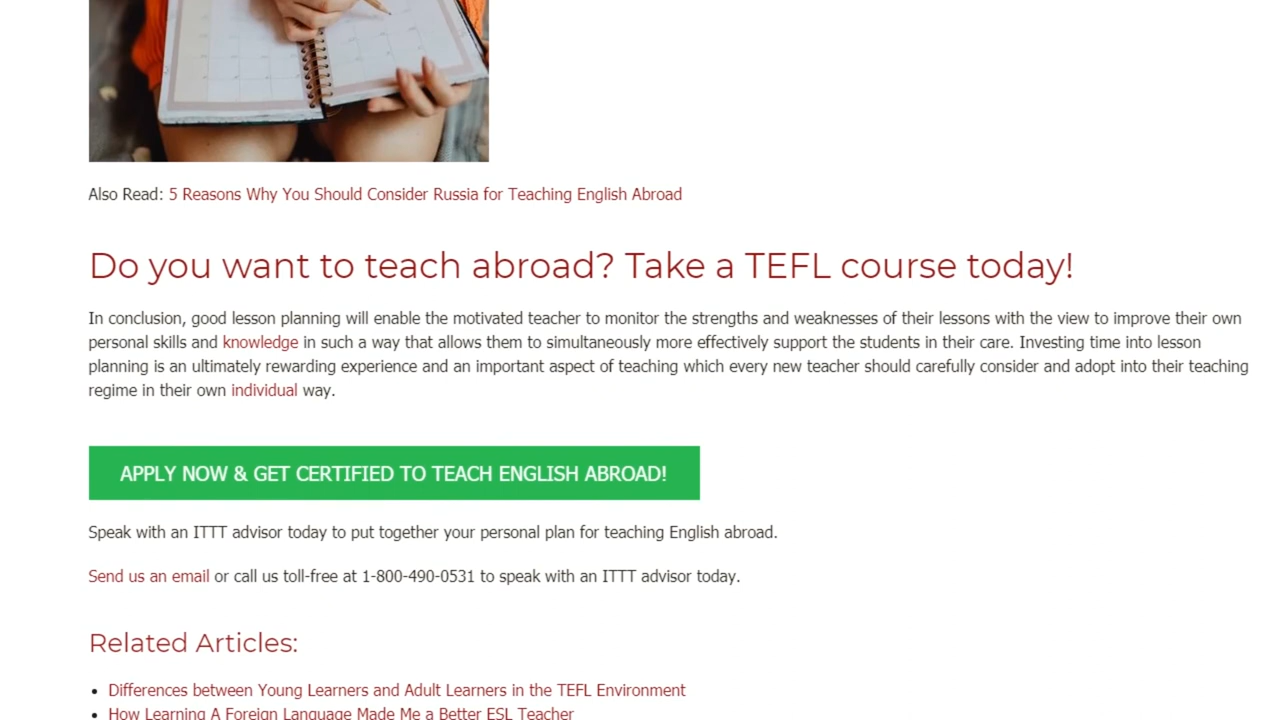 Also Read: 5 Reasons Why You Should Consider Russia for Teaching English Abroad
Do you want to teach abroad? Take a TEFL course today!
In conclusion, good lesson planning will enable the motivated teacher to monitor the strengths and weaknesses of their lessons with the view to improve their own
personal skills and knowledge in such a way that allows them to simultaneously more effectively support the students in their care. Investing time into lesson
planning is an ultimately rewarding experience and an important aspect of teaching which every new teacher should carefully consider and adopt into their teaching
regime in their own individual way.
APPLY NOW & GET CERTIFIED TO TEACH ENGLISH ABROAD!
Speak with an ITTT advisor today to put together your personal plan for teaching English abroad.
Send us an email or call us toll-free at 1-800-490-0531 to speak with an ITTT advisor today.
Related Articles:
• Differences between Young Learners and Adult Learners in the TEFL Environment
• How Learning A Foreign Language Made Me a Better ESL Teacher